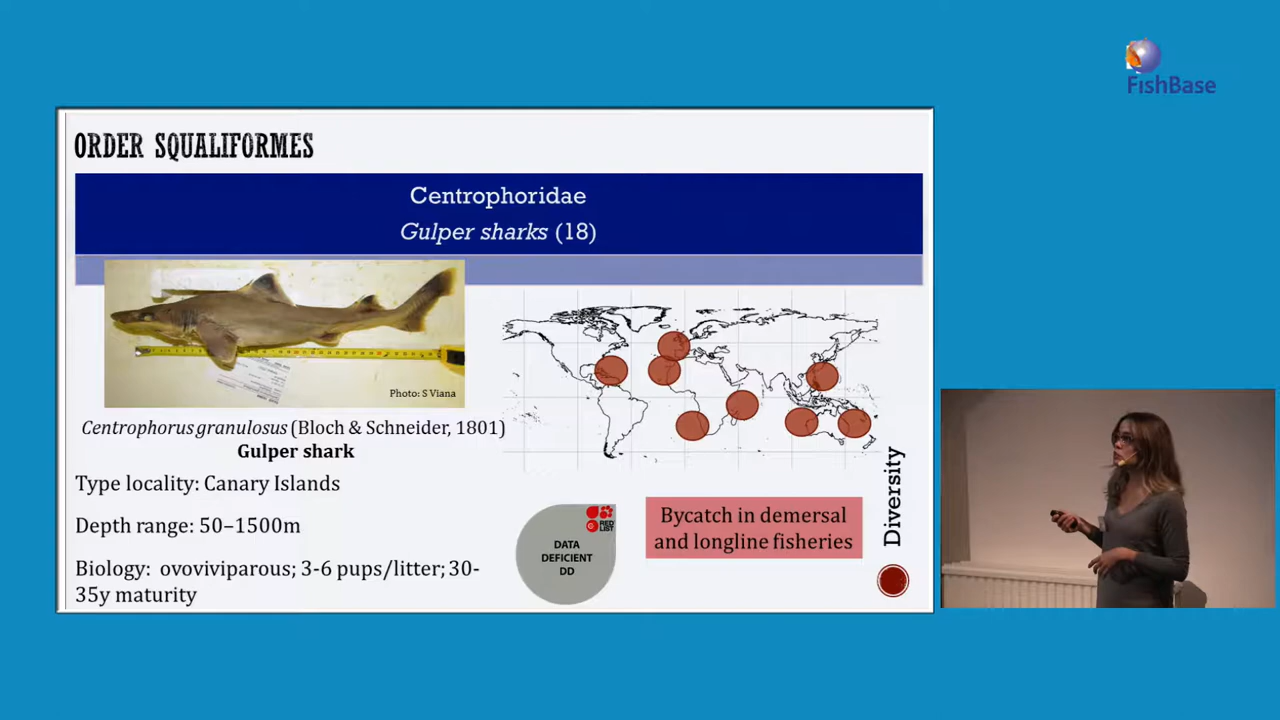 FishBase
ORDER SQUALIFORMES
Centrophoridae
Gulper sharks (18)
Photo: S Viana
Centrophorus granulosus (Bloch & Schneider, 1801)
Gulper shark
Type locality: Canary Islands
Depth range: 50–1500m
Biology: ovoviviparous; 3-6 pups/litter; 30-
35y maturity
RED
LIST
DATA
DEFICIENT
DD
Bycatch in demersal
and longline fisheries
Diversity